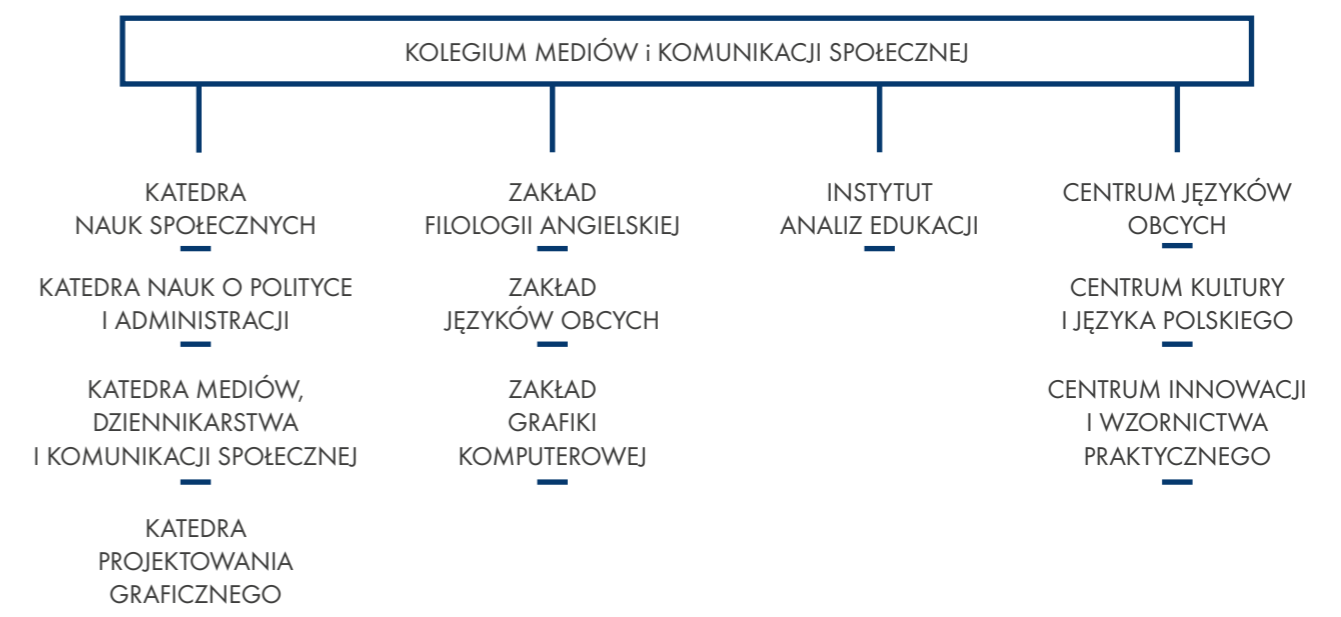 KOLEGIUM MEDIÓW i KOMUNIKACJI SPOŁECZNEJ
KATEDRA
NAUK SPOŁECZNYCH
KATEDRA NAUK O POLITYCE
I ADMINISTRACJI
KATEDRA MEDIÓW,
DZIENNIKARSTWA
I KOMUNIKACJI SPOŁECZNEJ
KATEDRA
PROJEKTOWANIA
GRAFICZNEGO
ZAKŁAD
FILOLOGII ANGIELSKIEJ
ZAKŁAD
JĘZYKÓW OBCYCH
ZAKŁAD
GRAFIKI
KOMPUTEROWEJ
INSTYTUT
ANALIZ EDUKACJI
CENTRUM JĘZYKÓW
OBCYCH
CENTRUM KULTURY
I JĘZYKA POLSKIEGO
CENTRUM INNOWACJI
I WZORNICTWA
PRAKTYCZNEGO